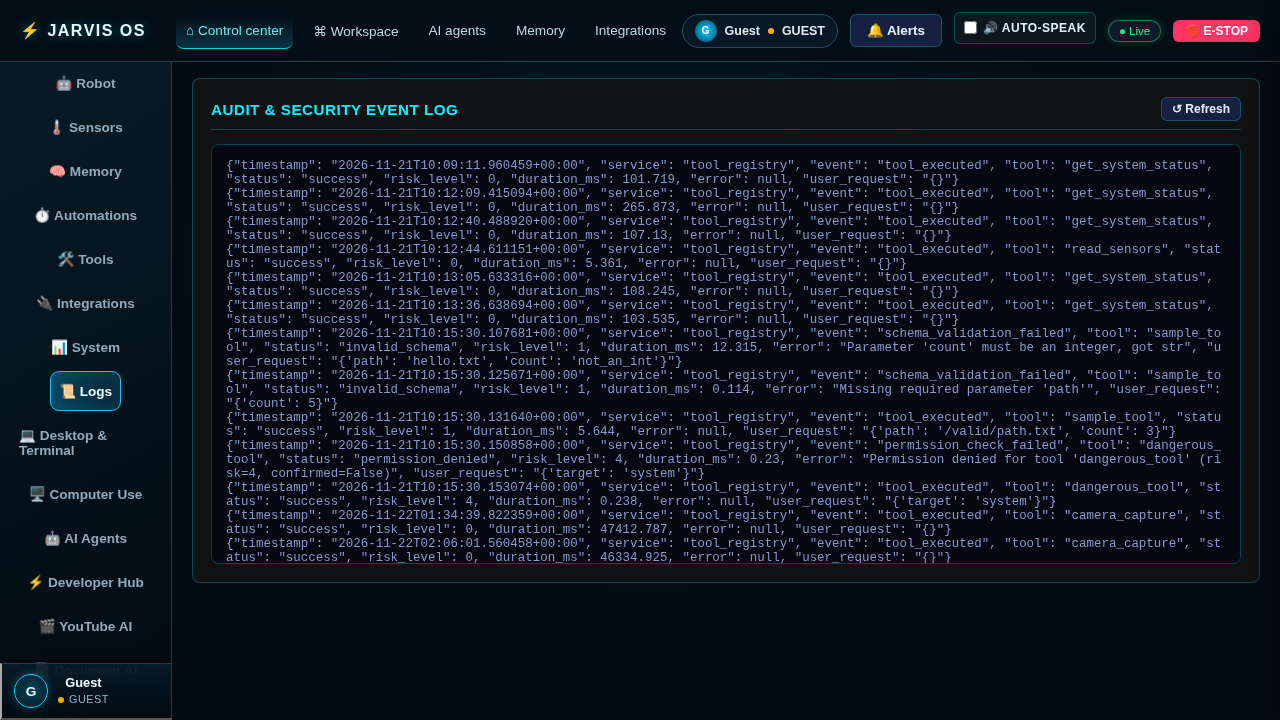 ⚡ JARVIS OS
⌂ Control center
⌘ Workspace
AI agents
Memory
Integrations
G Guest GUEST
🔔 Alerts
🔊 AUTO-SPEAK
● Live
🛑 E-STOP
🤖 Robot
🌡️ Sensors
🧠 Memory
⏱️ Automations
🛠️ Tools
🔌 Integrations
📊 System
📜 Logs
💻 Desktop &
Terminal
🖥️ Computer Use
🤖 AI Agents
⚡ Developer Hub
🎬 YouTube AI
Document AI
G
Guest
GUEST
AUDIT & SECURITY EVENT LOG
↺ Refresh
{"timestamp": "2026-11-21T10:09:11.960459+00:00", "service": "tool_registry", "event": "tool_executed", "tool": "get_system_status",
"status": "success", "risk_level": 0, "duration_ms": 101.719, "error": null, "user_request": "{}"}
{"timestamp": "2026-11-21T10:12:09.415094+00:00", "service": "tool_registry", "event": "tool_executed", "tool": "get_system_status",
"status": "success", "risk_level": 0, "duration_ms": 265.873, "error": null, "user_request": "{}"}
{"timestamp": "2026-11-21T10:12:40.488920+00:00", "service": "tool_registry", "event": "tool_executed", "tool": "get_system_status",
"status": "success", "risk_level": 0, "duration_ms": 107.13, "error": null, "user_request": "{}"}
{"timestamp": "2026-11-21T10:12:44.611151+00:00", "service": "tool_registry", "event": "tool_executed", "tool": "read_sensors", "stat
us": "success", "risk_level": 0, "duration_ms": 5.361, "error": null, "user_request": "{}"}
{"timestamp": "2026-11-21T10:13:05.633316+00:00", "service": "tool_registry", "event": "tool_executed", "tool": "get_system_status",
"status": "success", "risk_level": 0, "duration_ms": 108.245, "error": null, "user_request": "{}"}
{"timestamp": "2026-11-21T10:13:36.638694+00:00", "service": "tool_registry", "event": "tool_executed", "tool": "get_system_status",
"status": "success", "risk_level": 0, "duration_ms": 103.535, "error": null, "user_request": "{}"}
{"timestamp": "2026-11-21T10:15:30.107681+00:00", "service": "tool_registry", "event": "schema_validation_failed", "tool": "sample_to
ol", "status": "invalid_schema", "risk_level": 1, "duration_ms": 12.315, "error": "Parameter 'count' must be an integer, got str", "u
ser_request": "{'path': 'hello.txt', 'count': 'not_an_int'}"}
{"timestamp": "2026-11-21T10:15:30.125671+00:00", "service": "tool_registry", "event": "schema_validation_failed", "tool": "sample_to
ol", "status": "invalid_schema", "risk_level": 1, "duration_ms": 0.114, "error": "Missing required parameter 'path'", "user_request":
"{'count': 5}"}
{"timestamp": "2026-11-21T10:15:30.131640+00:00", "service": "tool_registry", "event": "tool_executed", "tool": "sample_tool", "statu
s": "success", "risk_level": 1, "duration_ms": 5.644, "error": null, "user_request": "{'path': '/valid/path.txt', 'count': 3}"}
{"timestamp": "2026-11-21T10:15:30.150858+00:00", "service": "tool_registry", "event": "permission_check_failed", "tool": "dangerous_
tool", "status": "permission_denied", "risk_level": 4, "duration_ms": 0.23, "error": "Permission denied for tool 'dangerous_tool' (ri
sk=4, confirmed=False)", "user_request": "{'target': 'system'}"}
{"timestamp": "2026-11-21T10:15:30.153074+00:00", "service": "tool_registry", "event": "tool_executed", "tool": "dangerous_tool", "st
atus": "success", "risk_level": 4, "duration_ms": 0.238, "error": null, "user_request": "{'target': 'system'}"}
{"timestamp": "2026-11-22T01:34:39.822359+00:00", "service": "tool_registry", "event": "tool_executed", "tool": "camera_capture", "st
atus": "success", "risk_level": 0, "duration_ms": 47412.787, "error": null, "user_request": "{}"}
{"timestamp": "2026-11-22T02:06:01.560458+00:00", "service": "tool_registry", "event": "tool_executed", "tool": "camera_capture", "st
atus": "success", "risk_level": 0, "duration_ms": 46334.925, "error": null, "user_request": "{}"}